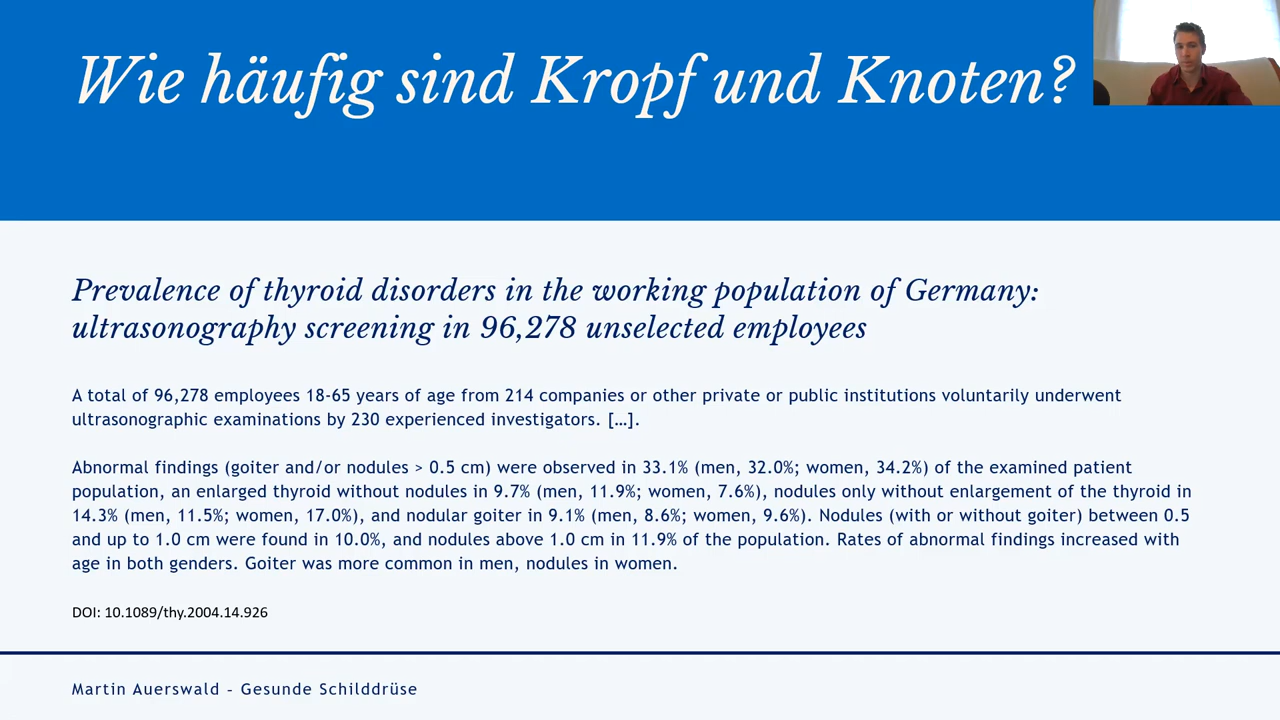 Wie häufig sind Kropf und Knoten?
Prevalence of thyroid disorders in the working population of Germany:
ultrasonography screening in 96,278 unselected employees
A total of 96,278 employees 18-65 years of age from 214 companies or other private or public institutions voluntarily underwent
ultrasonographic examinations by 230 experienced investigators. […].
Abnormal findings (goiter and/or nodules > 0.5 cm) were observed in 33.1% (men, 32.0%; women, 34.2%) of the examined patient
population, an enlarged thyroid without nodules in 9.7% (men, 11.9%; women, 7.6%), nodules only without enlargement of the thyroid in
14.3% (men, 11.5%; women, 17.0%), and nodular goiter in 9.1% (men, 8.6%; women, 9.6%). Nodules (with or without goiter) between 0.5
and up to 1.0 cm were found in 10.0%, and nodules above 1.0 cm in 11.9% of the population. Rates of abnormal findings increased with
age in both genders. Goiter was more common in men, nodules in women.
DOI: 10.1089/thy.2004.14.926
Martin Auerswald – Gesunde Schilddrüse